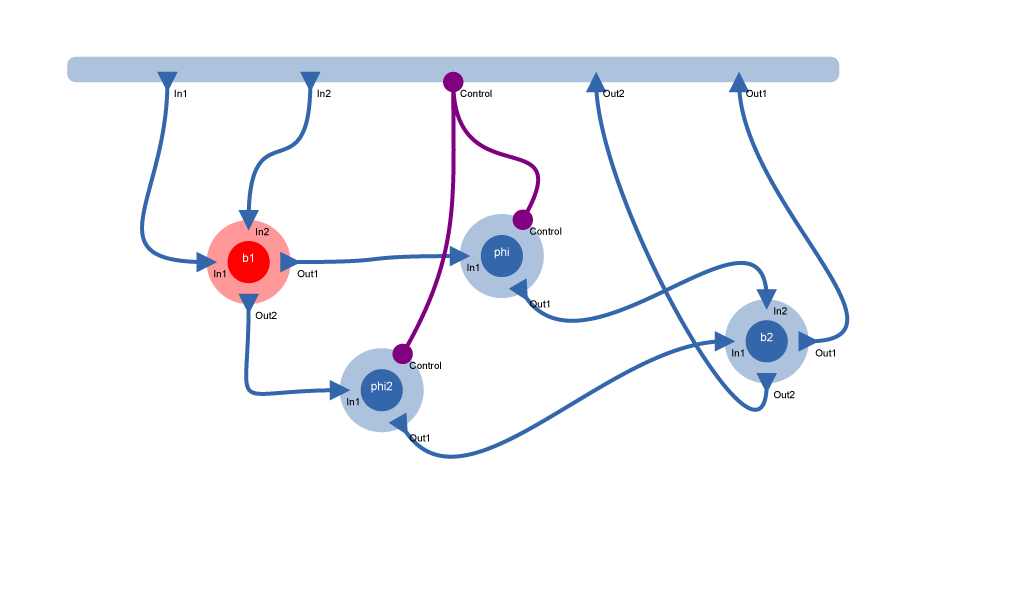 In1
In2
Control
Out2
Out1
In2
b1
In1
Out1
Out2
Control
phi
In1
Out1
In2
b2
In1
Out1
Out2
Control
phi2
In1
Out1